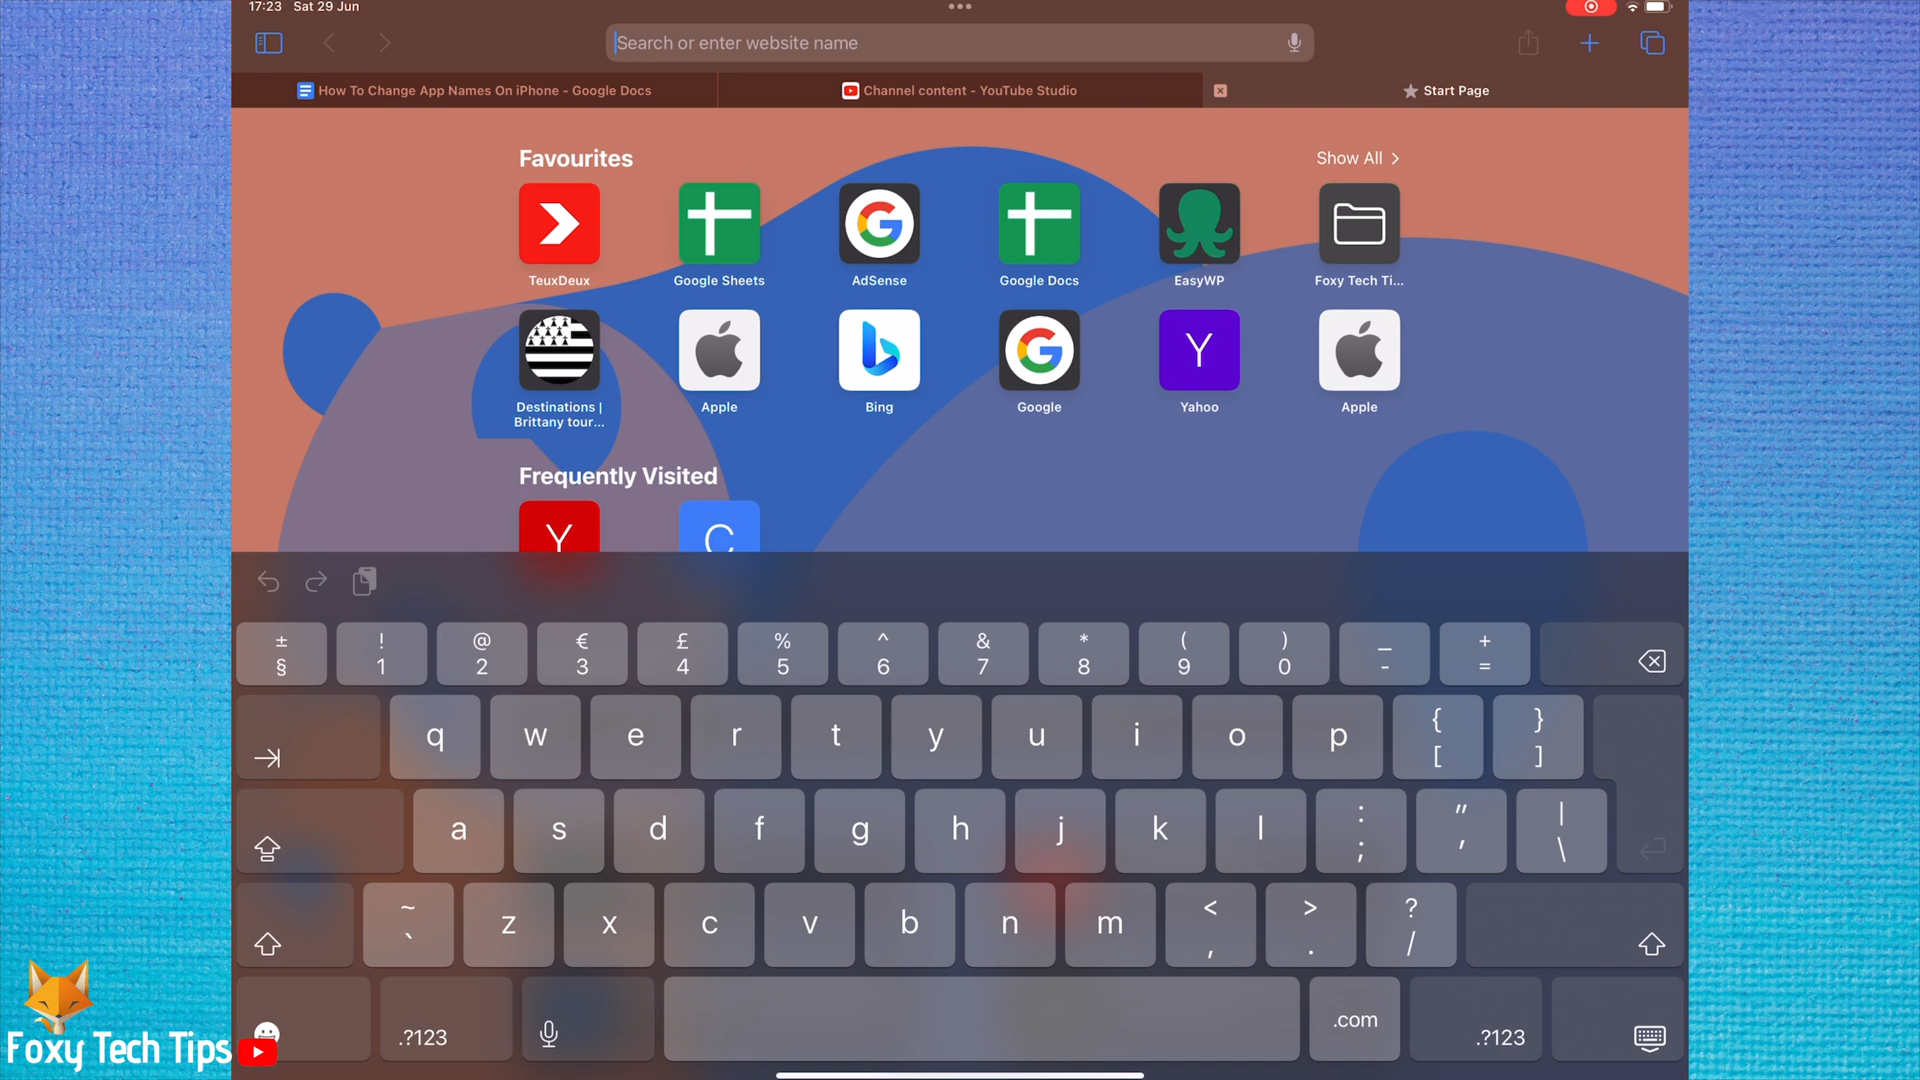 17:23 Sat 29 Jun
Search or enter website name
How To Change App Names On iPhone - Google Docs
Channel content - YouTube Studio
Start Page
Favourites
Show All
TeuxDeux
Google Sheets
AdSense
Google Docs
EasyWP
Foxy Tech Ti...
Destinations |
Brittany tour...
Apple
Bing
Google
Y
Yahoo
Apple
Frequently Visited
Y C
± ! @ € £ % ^ & * ( ) _ +
§ 1 2 3 4 5 6 7 8 9 0 - =
q w e r t y u i o p { }
[ ]
a s d f g h j k l : " |
; ' \
~ z x c v b n m < > ?
` , . /
.?123 .com .?123
Foxy Tech Tips